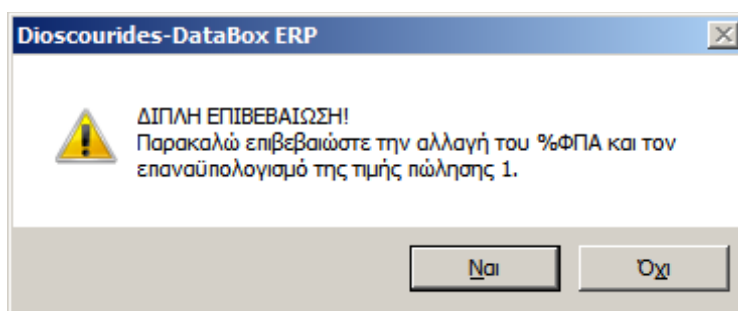 Dioscourides-DataBox ERP
ΔΙΠΛΗ ΕΠΙΒΕΒΑΙΩΣΗ!
Παρακαλώ επιβεβαιώστε την αλλαγή του %ΦΠΑ και τον
επαναϋπολογισμό της τιμής πώλησης 1.
Ναι Όχι